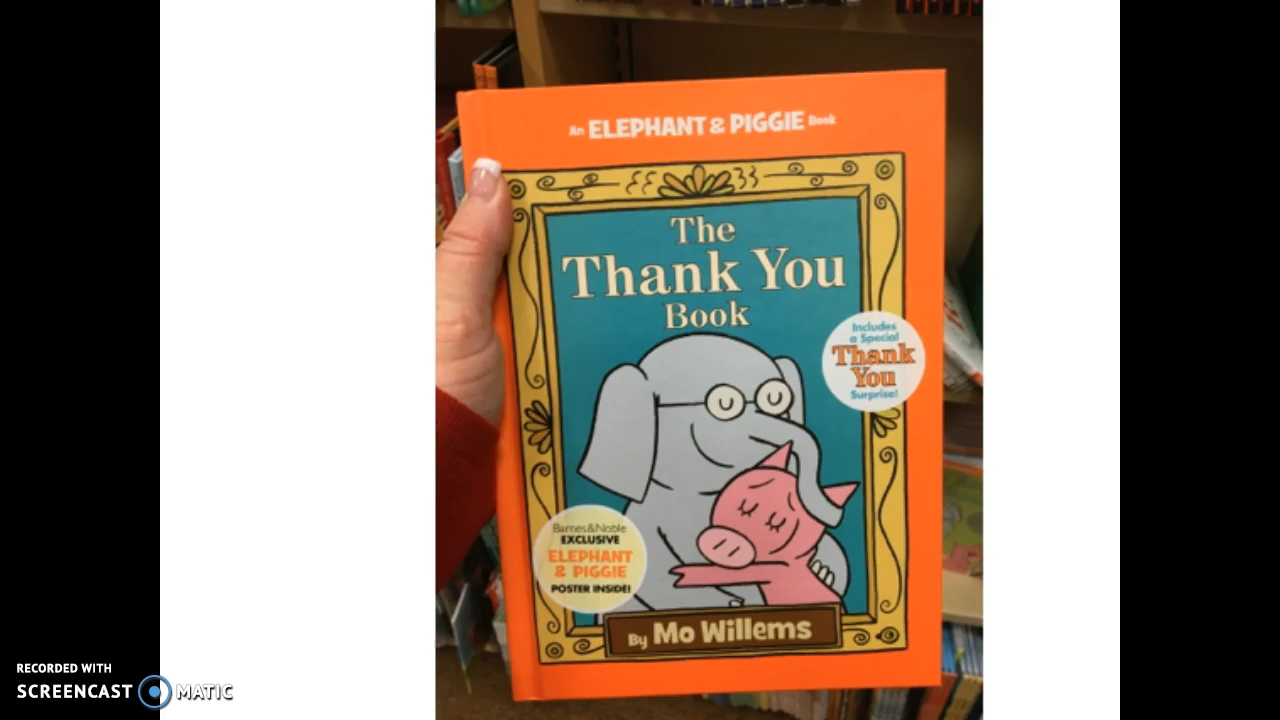 An ELEPHANT & PIGGIE Book
The
Thank You
Book
Includes
a Special
Thank
You
Surprise!
Barnes&Noble
EXCLUSIVE
ELEPHANT
& PIGGIE
POSTER INSIDE!
By Mo Willems
RECORDED WITH
SCREENCAST MATIC